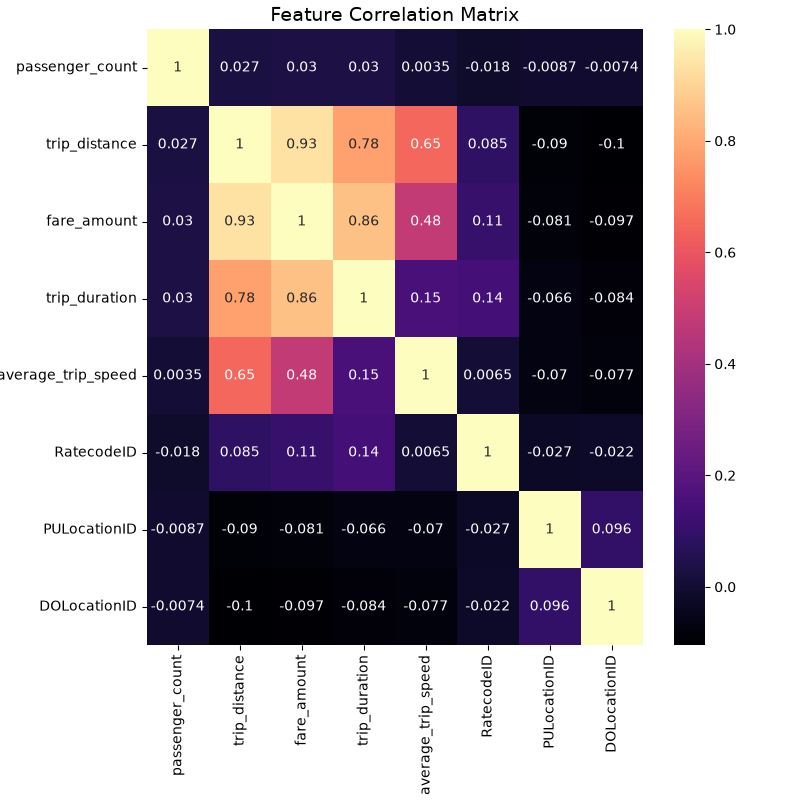 Feature Correlation Matrix
passenger_count 1 0.027 0.03 0.03 0.0035 -0.018 -0.0087 -0.0074
trip_distance 0.027 1 0.93 0.78 0.65 0.085 -0.09 -0.1
fare_amount 0.03 0.93 1 0.86 0.48 0.11 -0.081 -0.097
trip_duration 0.03 0.78 0.86 1 0.15 0.14 -0.066 -0.084
average_trip_speed 0.0035 0.65 0.48 0.15 1 0.0065 -0.07 -0.077
RatecodeID -0.018 0.085 0.11 0.14 0.0065 1 -0.027 -0.022
PULocationID -0.0087 -0.09 -0.081 -0.066 -0.07 -0.027 1 0.096
DOLocationID -0.0074 -0.1 -0.097 -0.084 -0.077 -0.022 0.096 1
passenger_count
trip_distance
fare_amount
trip_duration
average_trip_speed
RatecodeID
PULocationID
DOLocationID
1.0
0.8
0.6
0.4
0.2
0.0